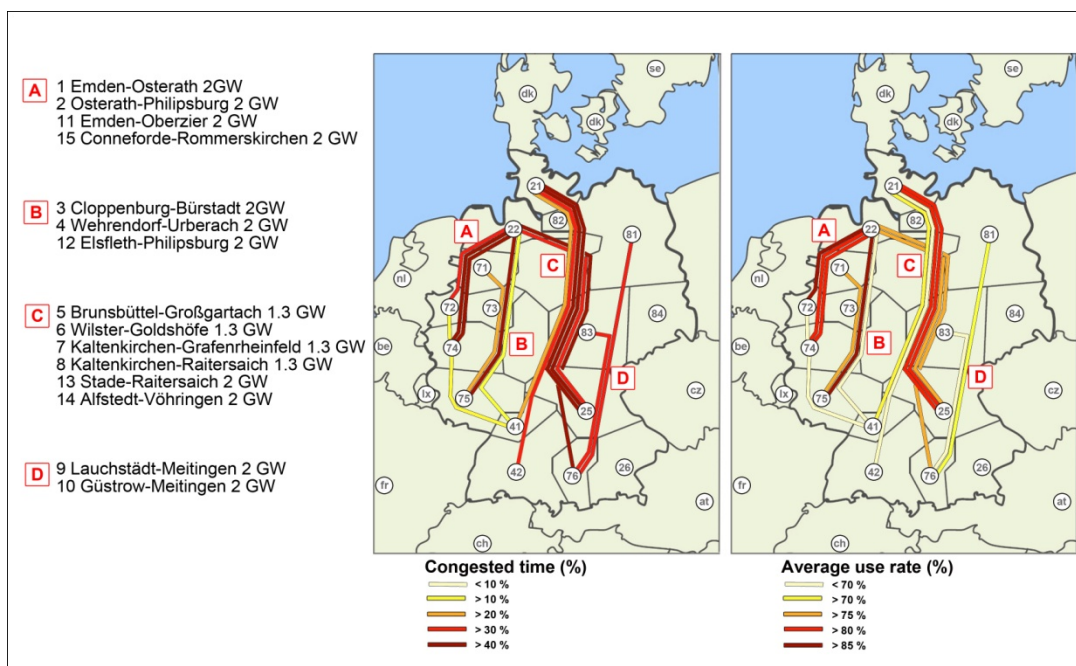 A
1 Emden-Osterath 2GW
2 Osterath-Philipsburg 2 GW
11 Emden-Oberzier 2 GW
15 Conneforde-Rommerskirchen 2 GW
B
3 Cloppenburg-Bürstadt 2GW
4 Wehrendorf-Urberach 2 GW
12 Elsfleth-Philipsburg 2 GW
C
5 Brunsbüttel-Großgartach 1.3 GW
6 Wilster-Goldshöfe 1.3 GW
7 Kaltenkirchen-Grafenrheinfeld 1.3 GW
8 Kaltenkirchen-Raitersaich 1.3 GW
13 Stade-Raitersaich 2 GW
14 Alfstedt-Vöhringen 2 GW
D
9 Lauchstädt-Meitingen 2 GW
10 Güstrow-Meitingen 2 GW
se
dk
dk
21
82
A
22
81
C
71
nl
72
73
84
83
be
74
B
D
lx
75
cz
25
41
42
76
26
fr
at
ch
Congested time (%)
< 10 %
> 10 %
> 20 %
> 30 %
> 40 %
se
dk
dk
21
82
A
22
81
C
71
nl
72
73
84
83
be
74
B
D
lx
75
cz
25
41
42
76
26
fr
at
ch
Average use rate (%)
< 70 %
> 70 %
> 75 %
> 80 %
> 85 %